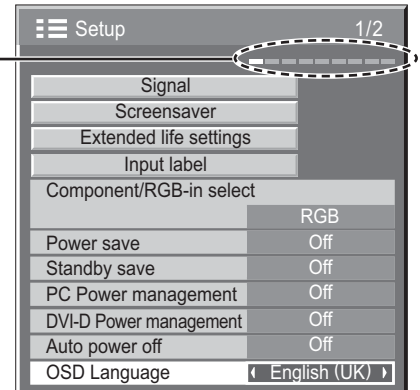 Setup 1/2
Signal
Screensaver
Extended life settings
Input label
Component/RGB-in select
RGB
Power save Off
Standby save Off
PC Power management Off
DVI-D Power management Off
Auto power off Off
OSD Language English (UK)